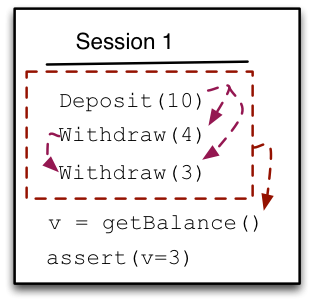 Session 1
Deposit(10)
Withdraw(4)
Withdraw(3)
v = getBalance()
assert(v=3)